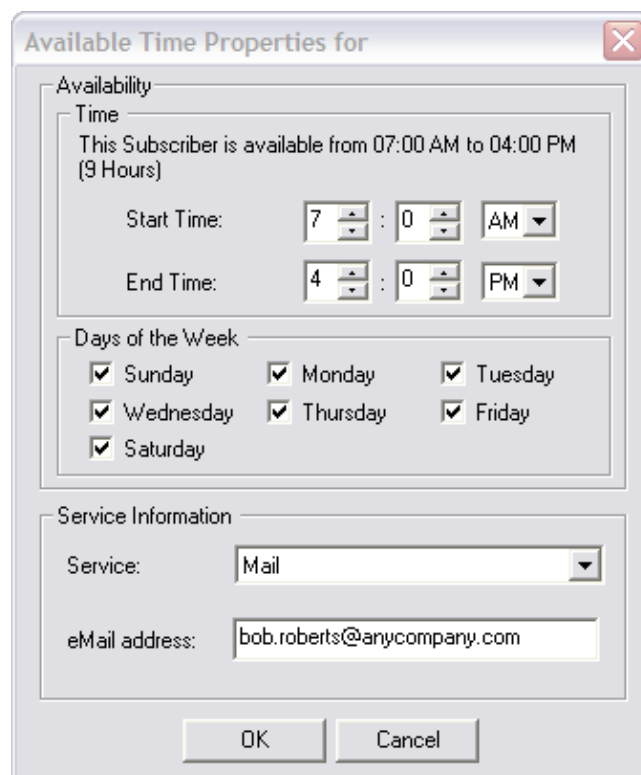 Available Time Properties for
Availability
Time
This Subscriber is available from 07:00 AM to 04:00 PM
(9 Hours)
Start Time: 7 : 0 AM
End Time: 4 : 0 PM
Days of the Week
Sunday Monday Tuesday
Wednesday Thursday Friday
Saturday
Service Information
Service: Mail
eMail address: bob.roberts@anycompany.com
OK Cancel